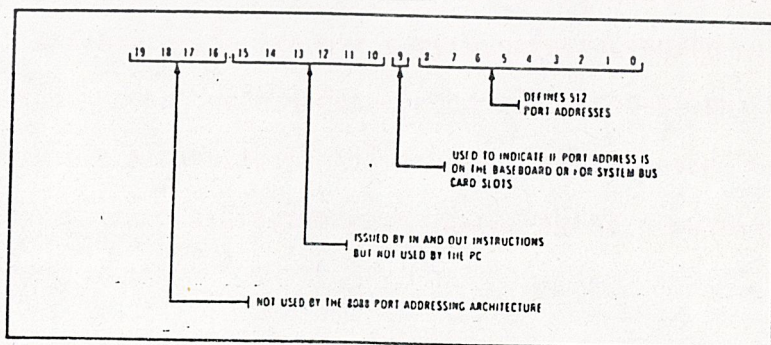 19 18 17 16 15 14 13 12 11 10 9 8 7 6 5 4 3 2 1 0
DEFINES 512
PORT ADDRESSES
USED TO INDICATE IF PORT ADDRESS IS
ON THE BASEBOARD OR FOR SYSTEM BUS
CARD SLOTS
ISSUED BY IN AND OUT INSTRUCTIONS
BUT NOT USED BY THE PC
NOT USED BY THE 8088 PORT ADDRESSING ARCHITECTURE